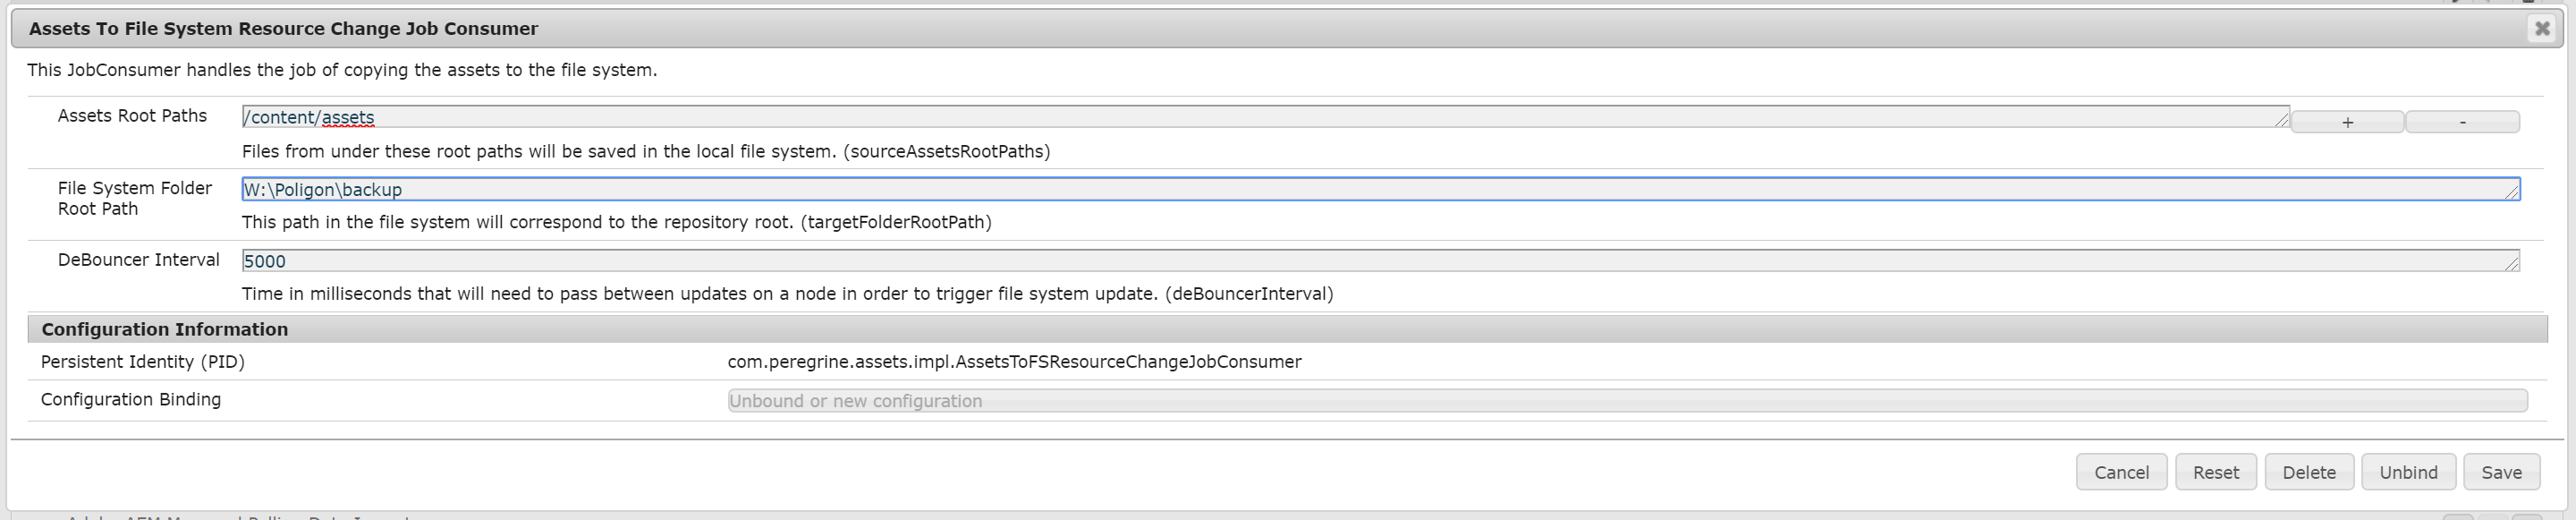 Assets To File System Resource Change Job Consumer
This JobConsumer handles the job of copying the assets to the file system.
Assets Root Paths
/content/assets
+
-
Files from under these root paths will be saved in the local file system. (sourceAssetsRootPaths)
File System Folder
Root Path
W:\Poligon\backup
This path in the file system will correspond to the repository root. (targetFolderRootPath)
DeBouncer Interval
5000
Time in milliseconds that will need to pass between updates on a node in order to trigger file system update. (deBouncerInterval)
Configuration Information
Persistent Identity (PID)
com.peregrine.assets.impl.AssetsToFSResourceChangeJobConsumer
Configuration Binding
Unbound or new configuration
Cancel
Reset
Delete
Unbind
Save